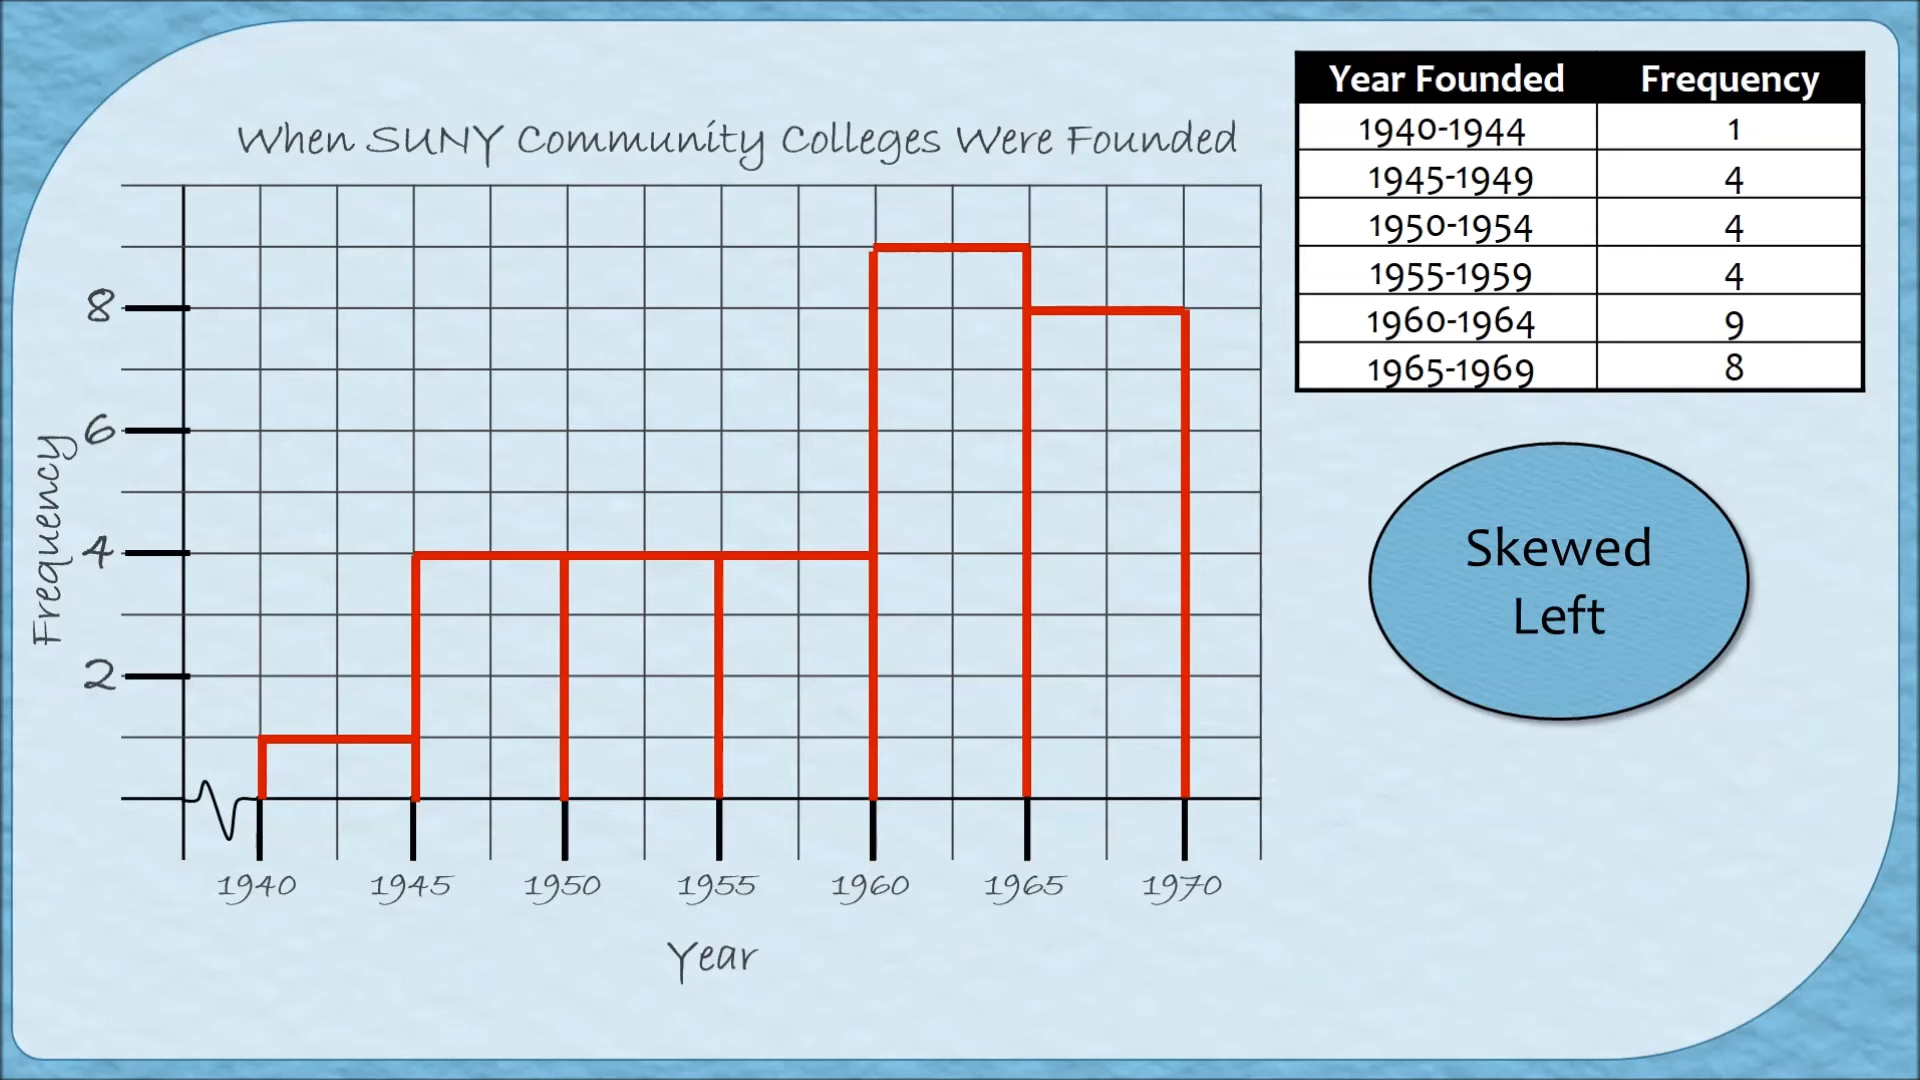 When SUNY Community Colleges Were Founded
Frequency
8
6
4
2
1940 1945 1950 1955 1960 1965 1970
Year
Year Founded Frequency
1940-1944 1
1945-1949 4
1950-1954 4
1955-1959 4
1960-1964 9
1965-1969 8
Skewed
Left